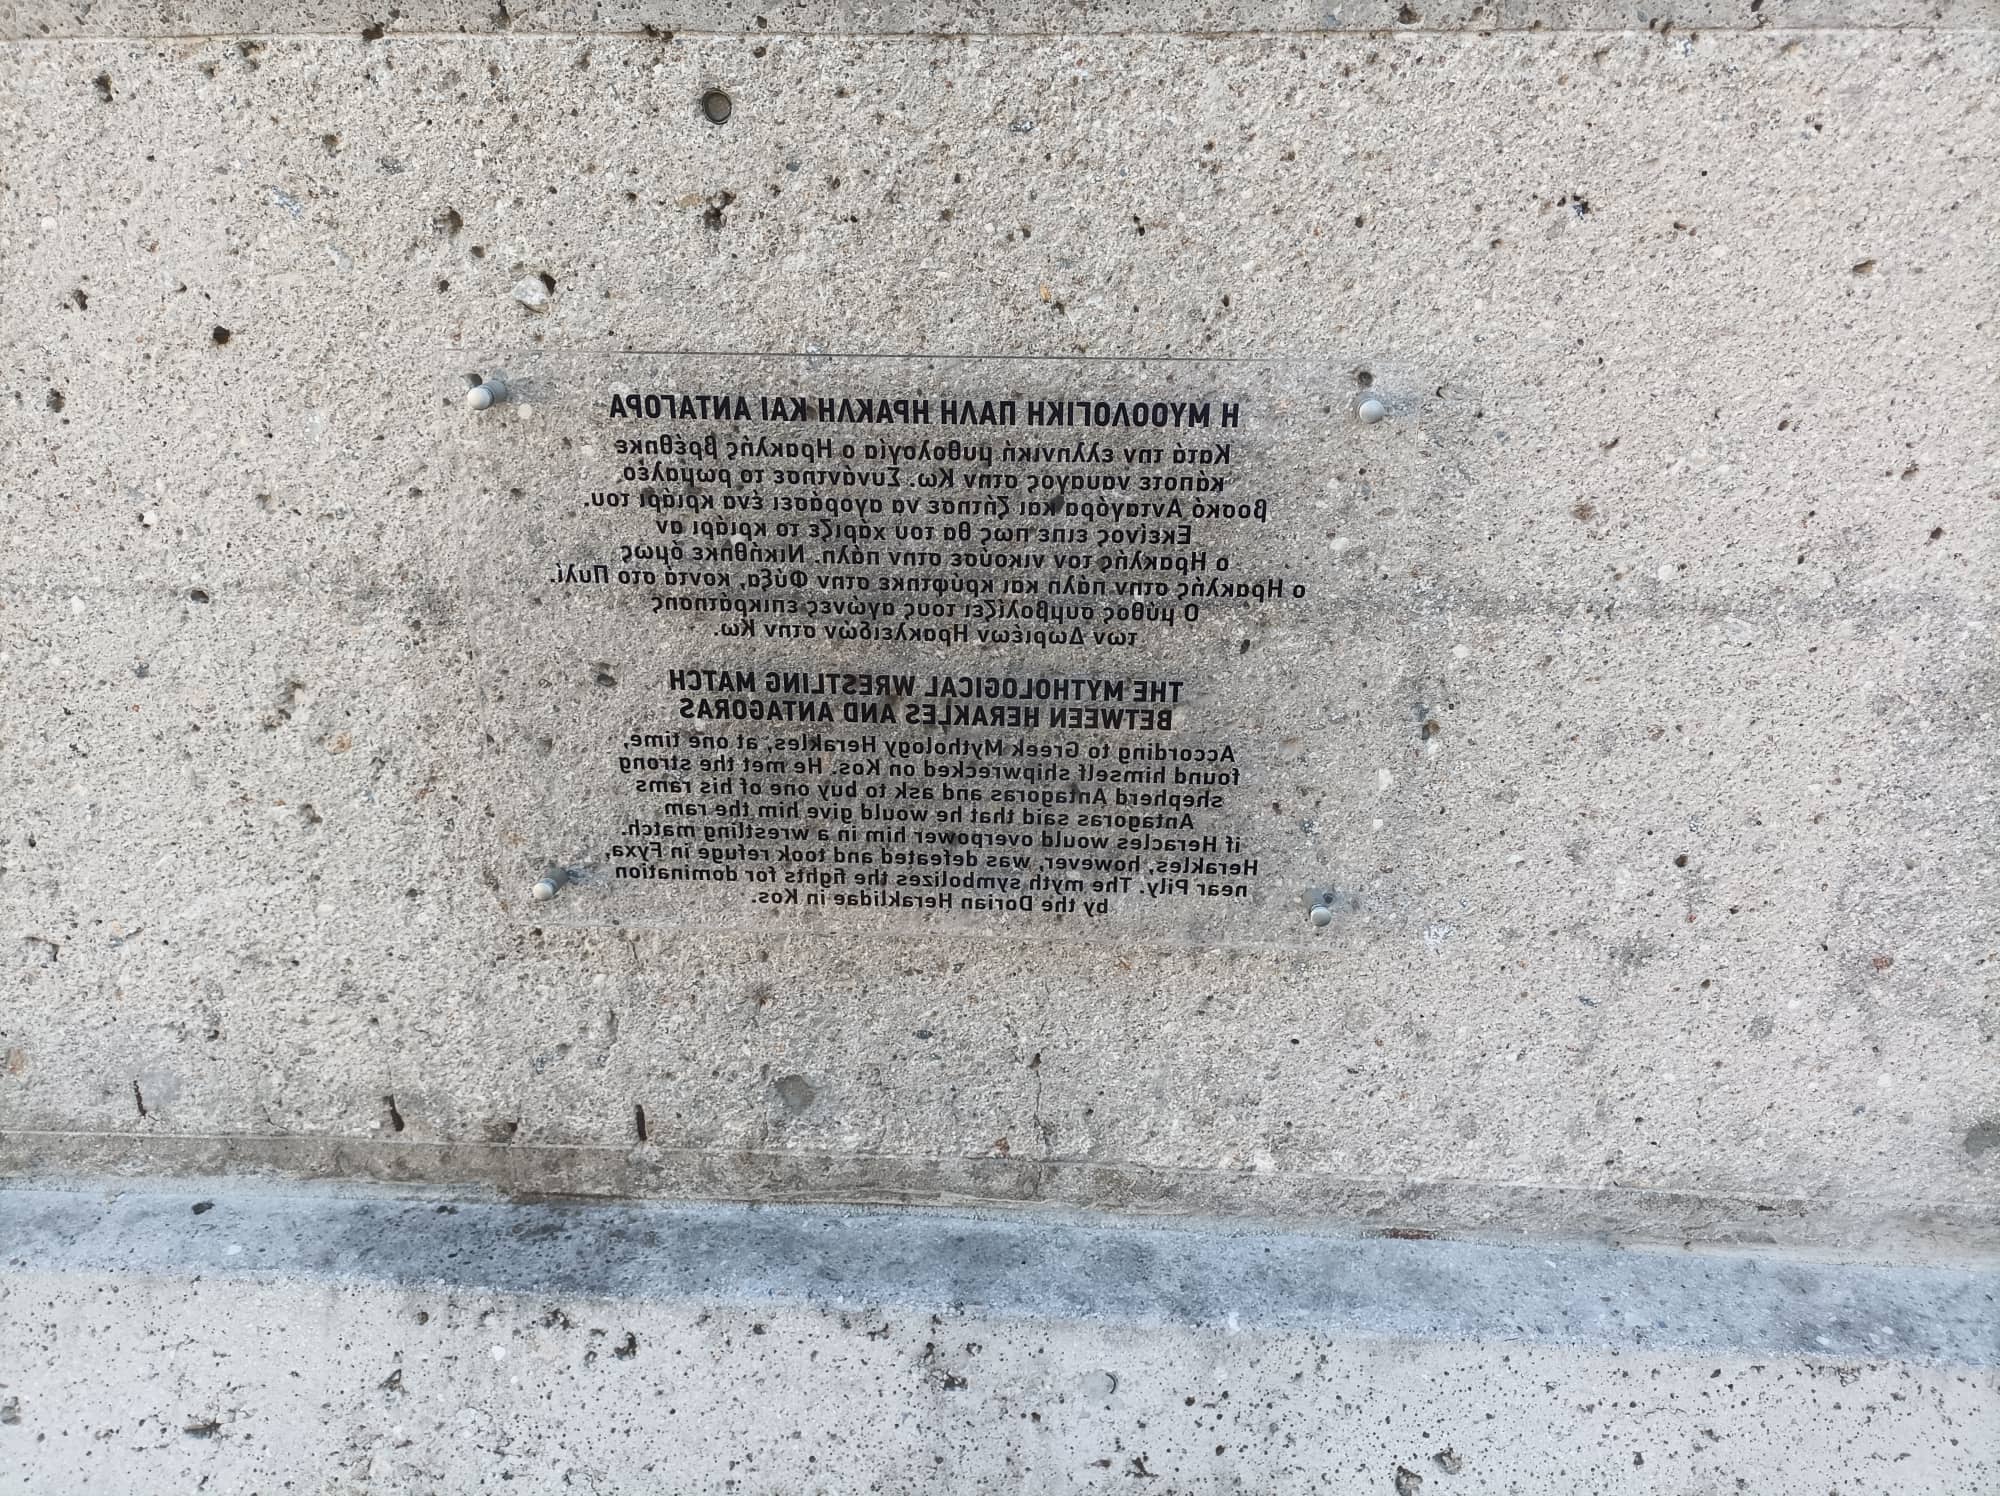 Η ΜΥΘΟΛΟΓΙΚΗ ΠΑΛΗ ΗΡΑΚΛΗ ΚΑΙ ΑΝΤΑΓΟΡΑ
Κατά την ελληνική μυθολογία ο Ηρακλής βρέθηκε
κάποτε ναυαγος στην Κω. Συνάντησε το ρωμαλέο
βοσκό Ανταγόρα και ζήτησε να αγοράσει ένα κριάρι του.
Εκείνος ειπε πως θα του χάριζε το κριάρι αν
ο Ηρακλής τον νικούσε στην πάλη. Νικήθηκε όμως
ο Ηρακλής στην πάλη και κρύφτηκε στην Φύξα, κοντά στο Πυλί.
Ο μύθος συμβολίζει τους αγώνες επικράτησης
των Δωριέων Ηρακλειδών στην Κω.
THE MYTHOLOGICAL WRESTLING MATCH
BETWEEN HERAKLES AND ANTAGORAS
According to Greek Mythology Herakles, at one time,
found himself shipwrecked on Kos. He met the strong
shepherd Antagoras and ask to buy one of his rams
Antagoras said that he would give him the ram
if Heracles would overpower him in a wrestling match.
Herakles, however, was defeated and took refuge in Fyxa,
near Pily. The myth symbolizes the fights for domination
by the Dorian Heraklidae in Kos.